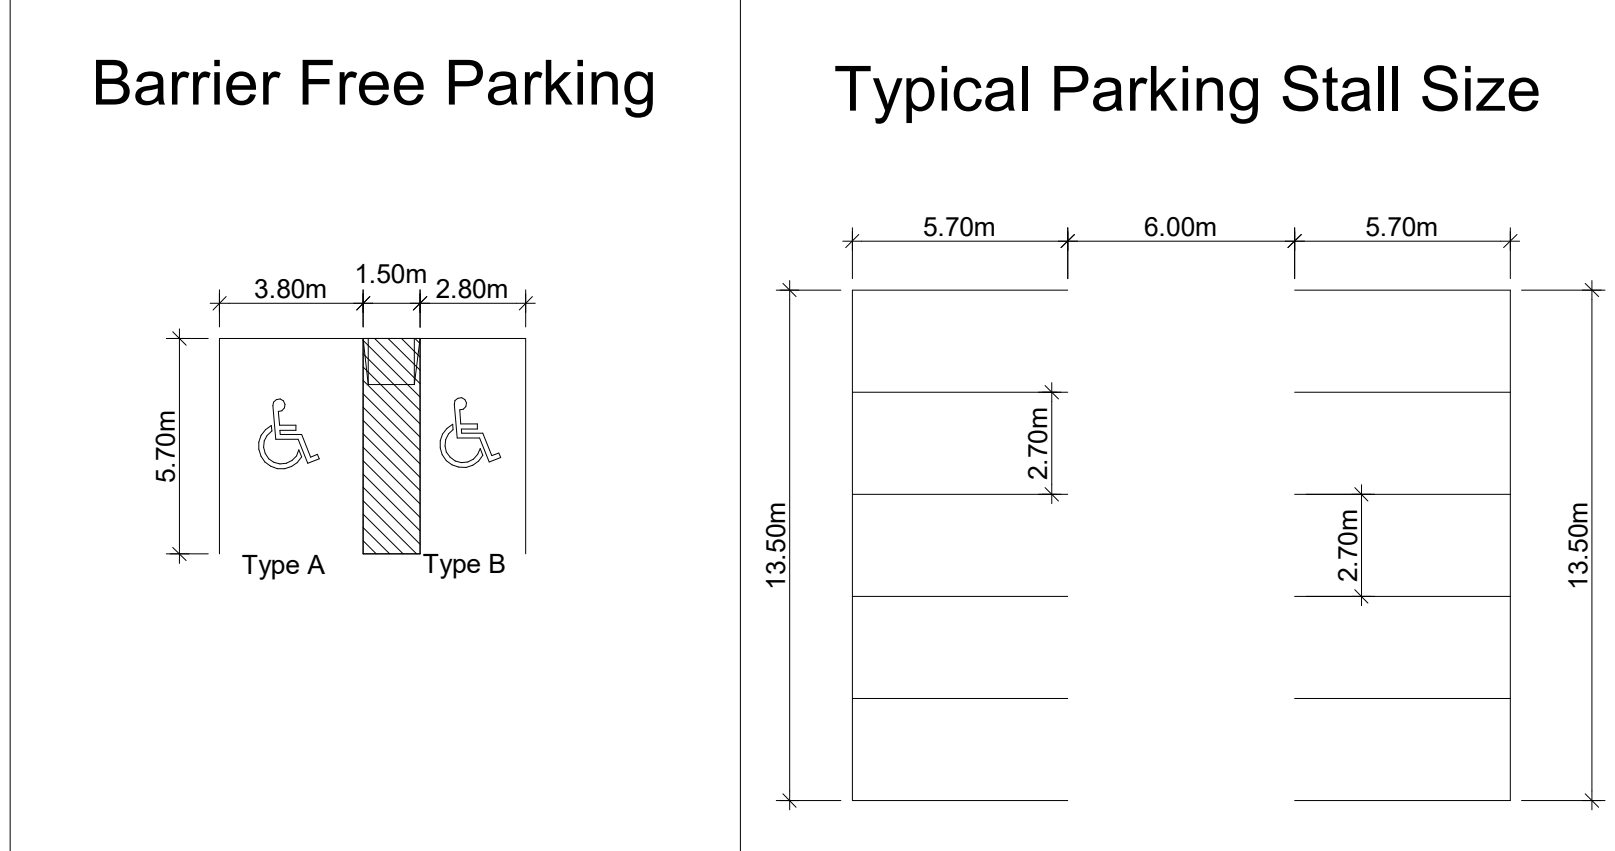 Barrier Free Parking
3.80m
1.50m
2.80m
5.70m
Type A
Type B
Typical Parking Stall Size
5.70m
6.00m
5.70m
2.70m
2.70m
13.50m
13.50m